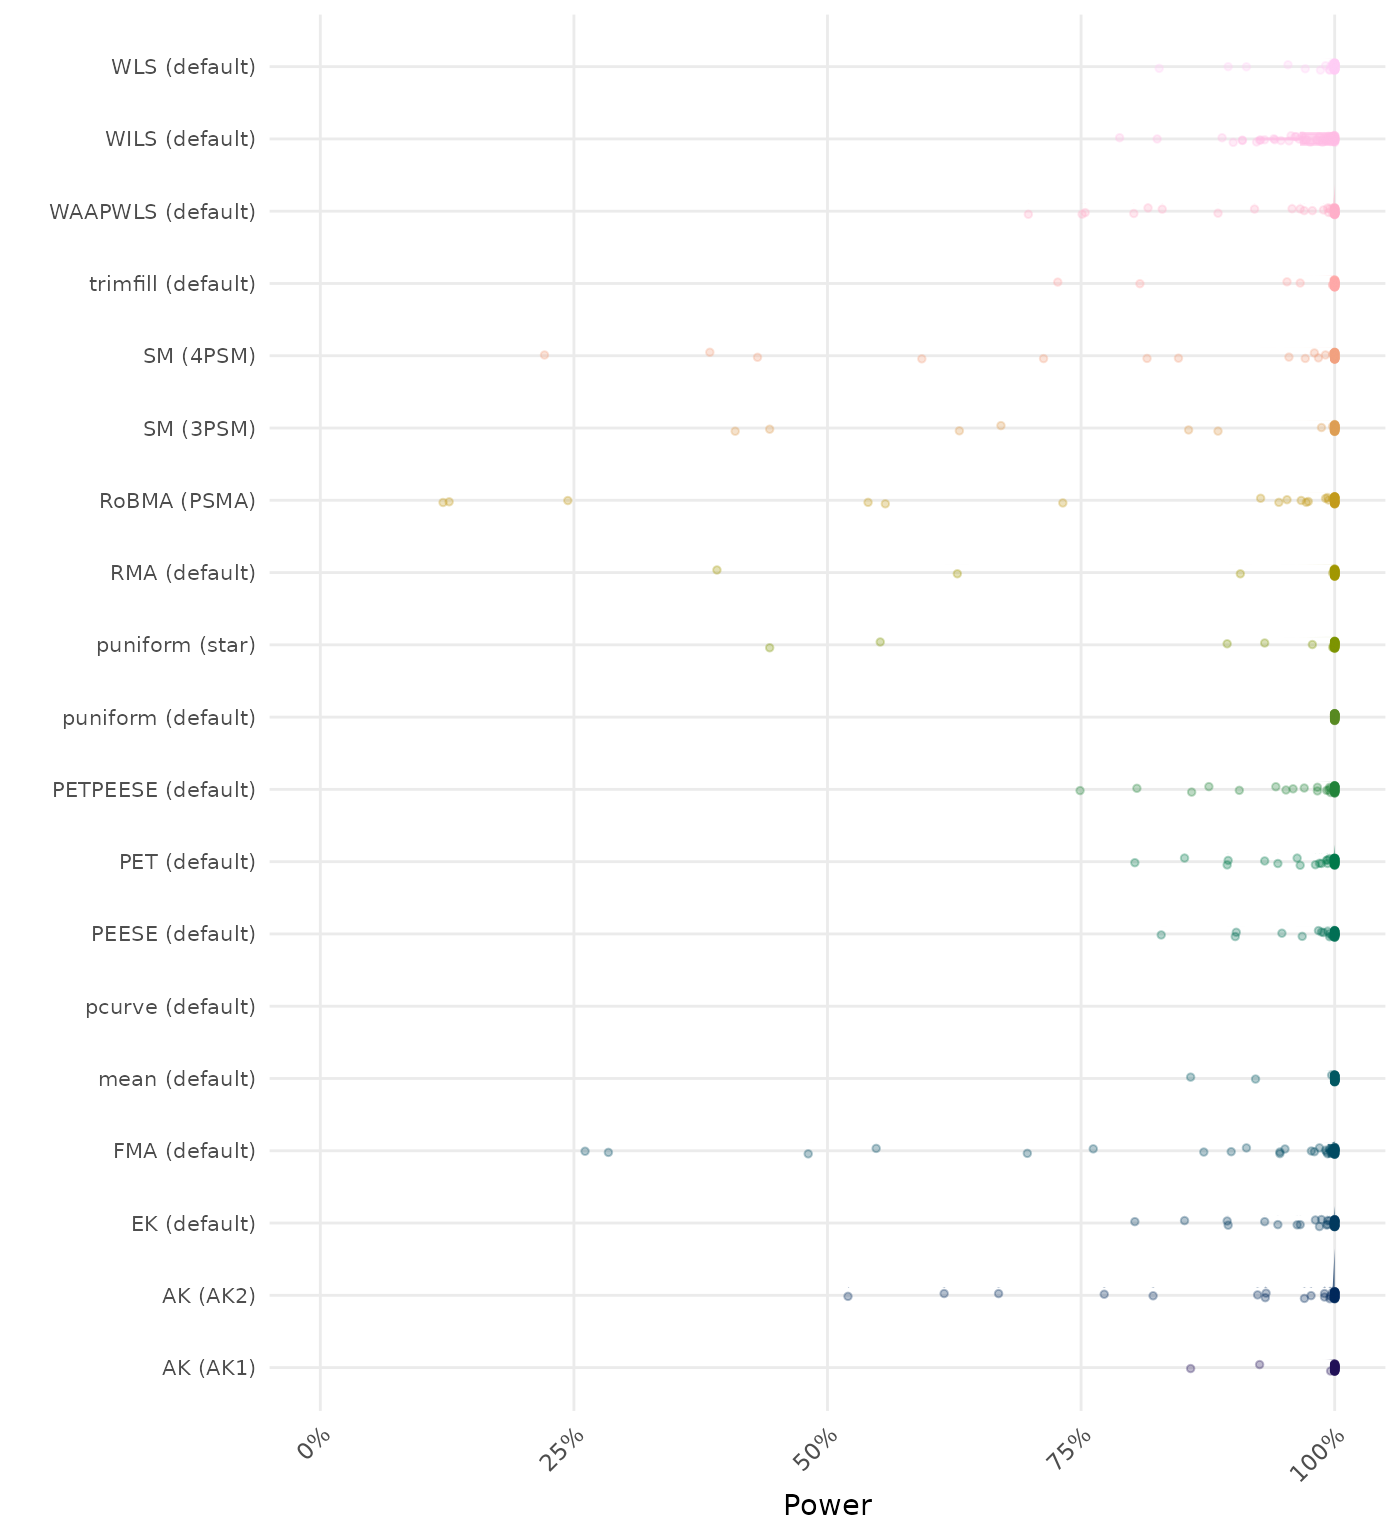 WLS (default)
WILS (default)
WAAPWLS (default)
trimfill (default)
SM (4PSM)
SM (3PSM)
RoBMA (PSMA)
RMA (default)
puniform (star)
puniform (default)
PETPEESE (default)
PET (default)
PEESE (default)
pcurve (default)
mean (default)
FMA (default)
EK (default)
AK (AK2)
AK (AK1)
0% 25% 50% 75% 100%
Power